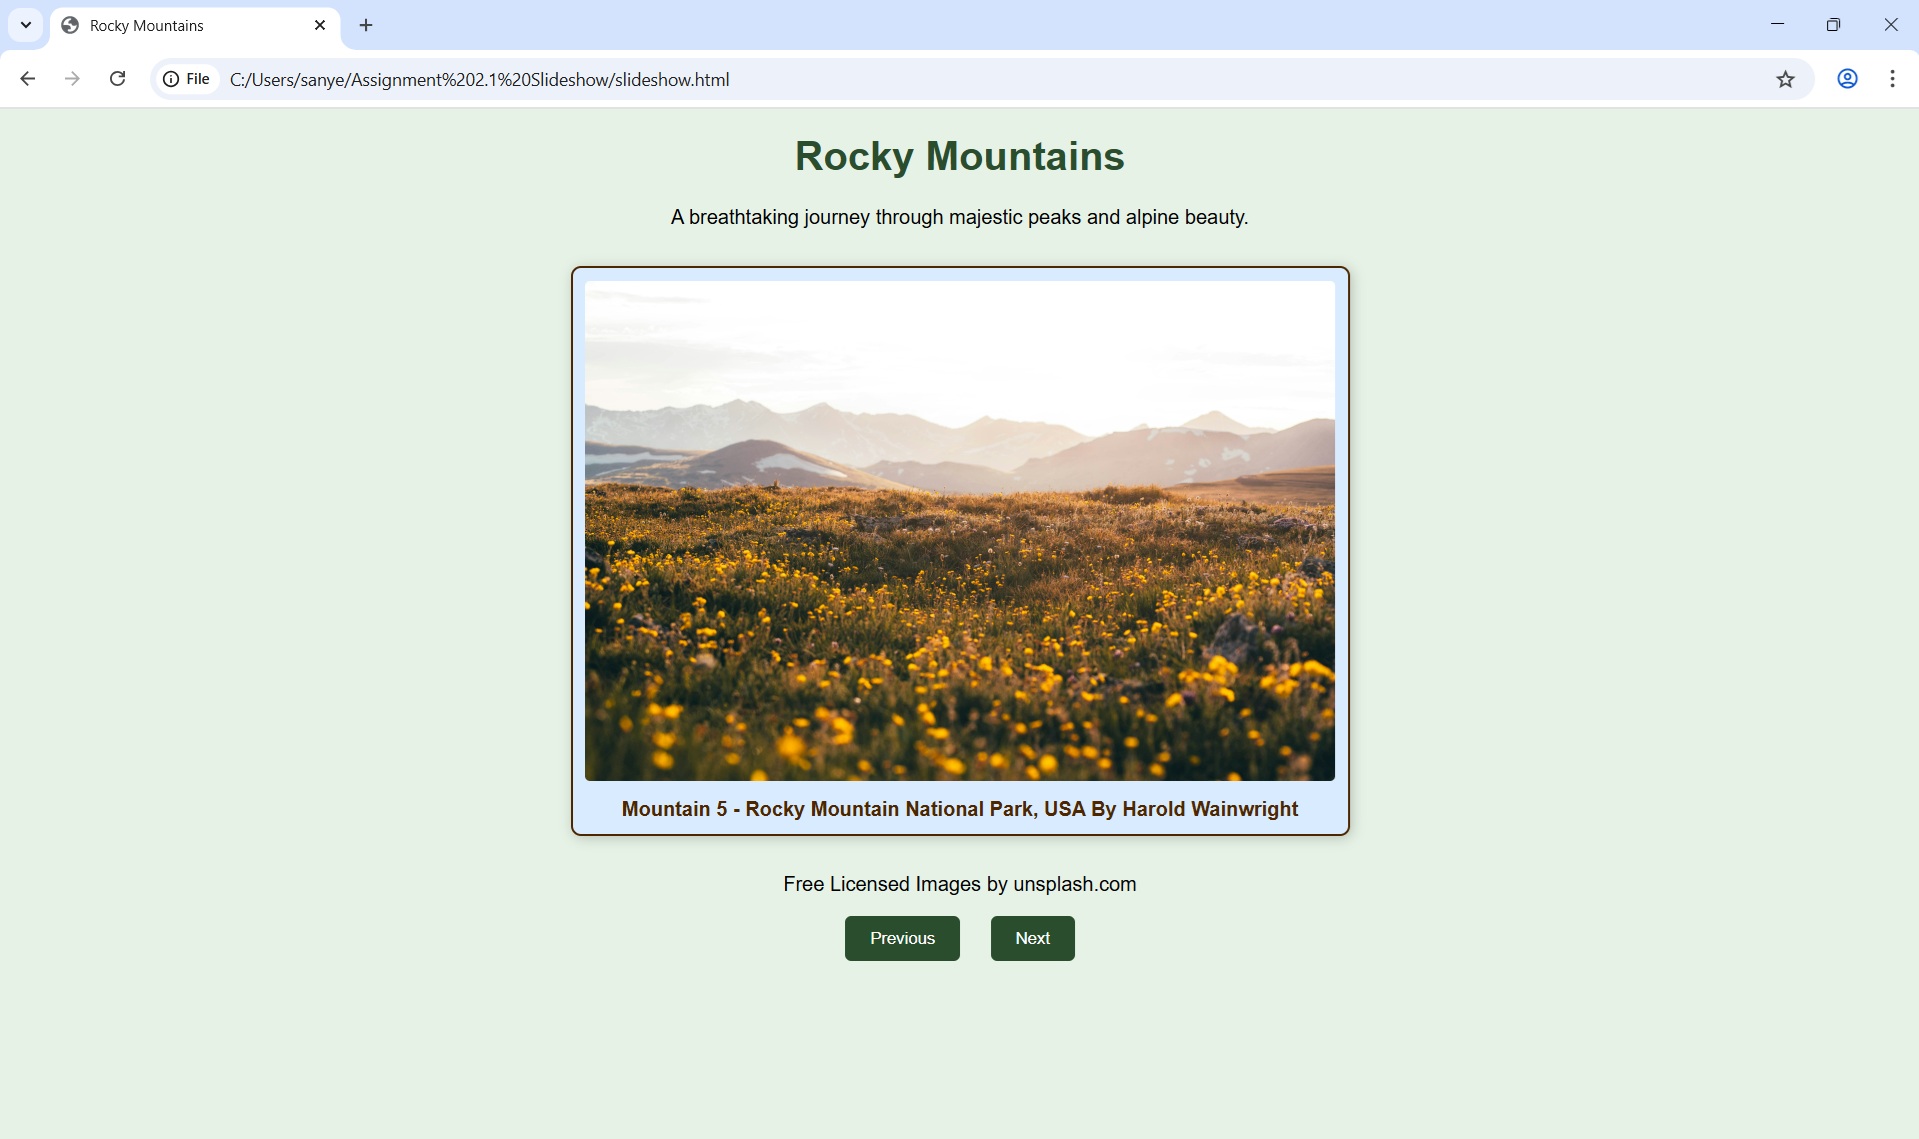 Rocky Mountains
File
C:/Users/sanye/Assignment%202.1%20Slideshow/slideshow.html
Rocky Mountains
A breathtaking journey through majestic peaks and alpine beauty.
Mountain 5 - Rocky Mountain National Park, USA By Harold Wainwright
Free Licensed Images by unsplash.com
Previous
Next